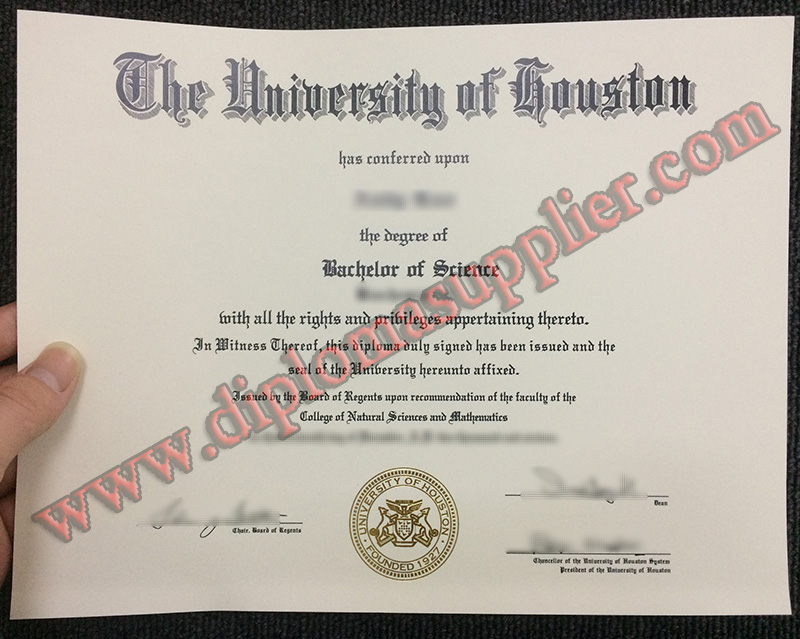 The University of Houston
has conferred upon
the degree of
Bachelor of Science
with all the rights and privileges appertaining thereto.
In Witness Thereof, this diploma duly signed has been issued and the
seal of the University hereunto affixed.
Issued by the Board of Regents upon recommendation of the faculty of the
College of Natural Sciences and Mathematics
www.diplomasupplier.com
UNIVERSITY OF HOUSTON
FOUNDED 1927
Chair, Board of Regents
Dean
Chancellor of the University of Houston System
President of the University of Houston